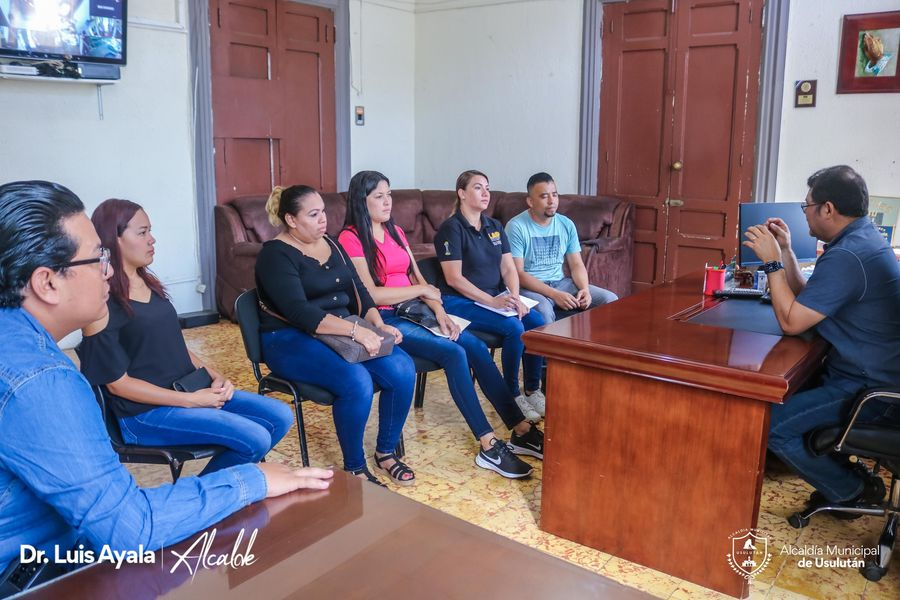 Dr. Luis Ayala
Alcalde
Alcaldía Municipal
de Usulután